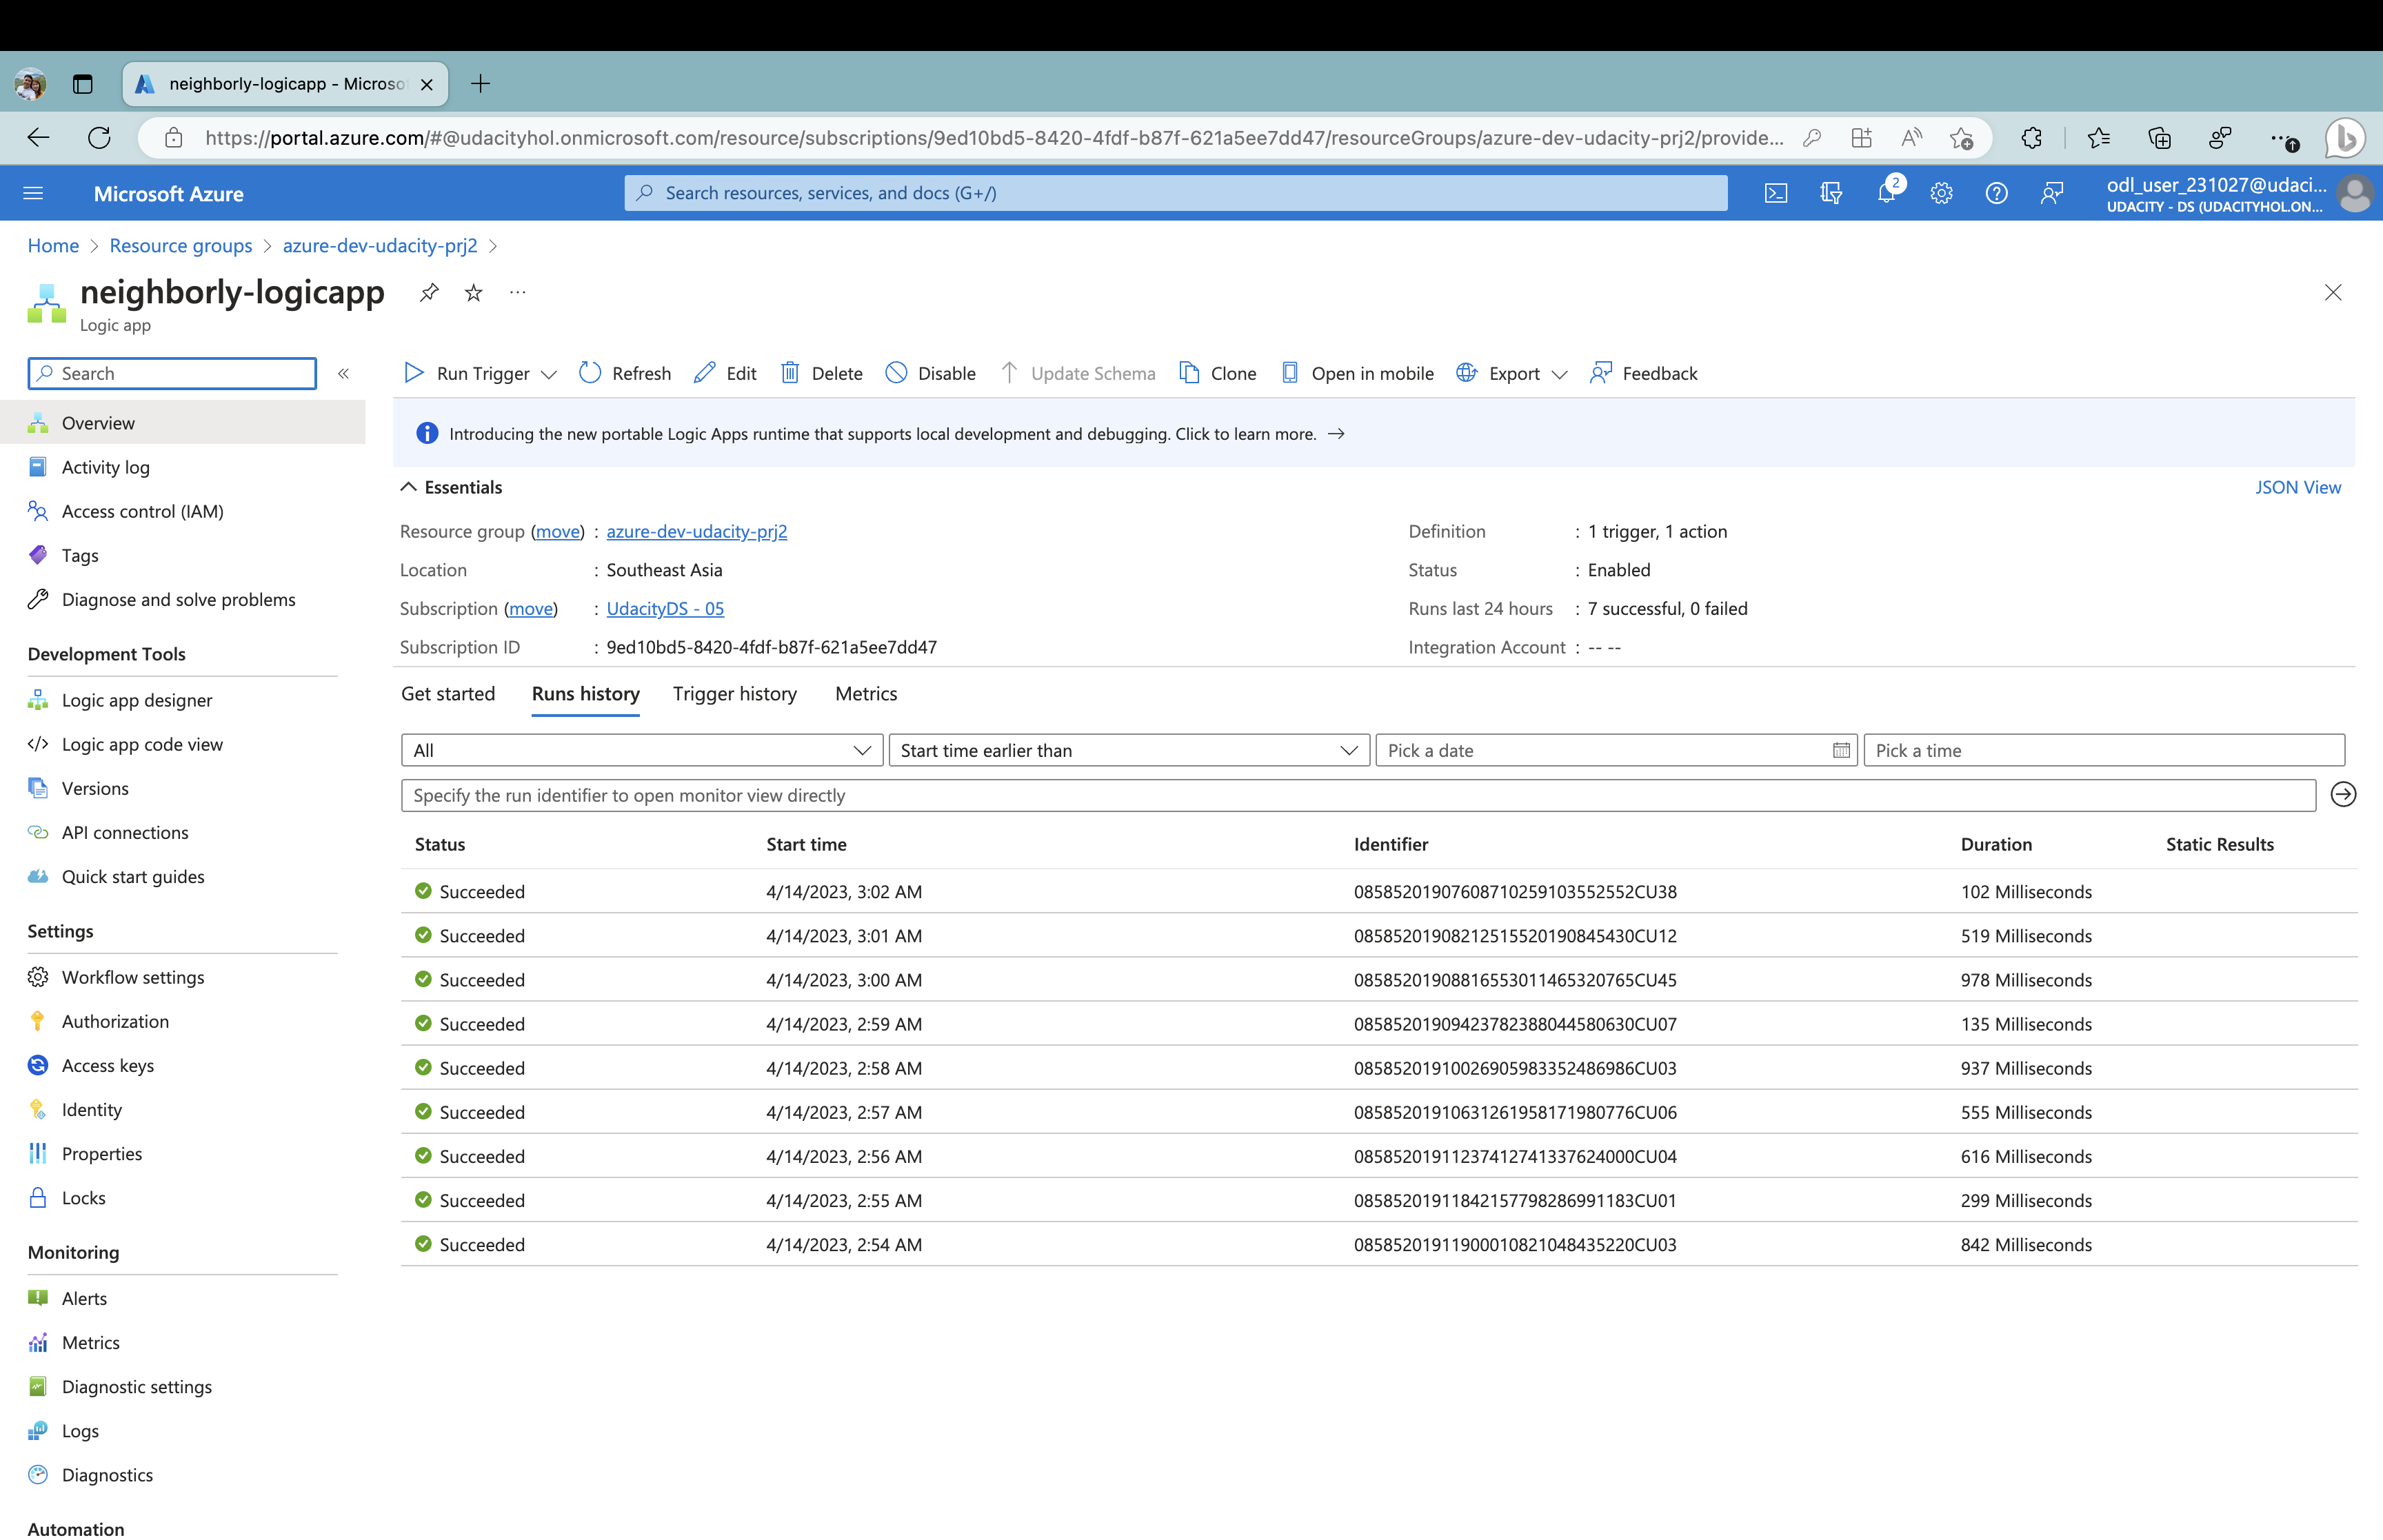 neighborly-logicapp - Microso
https://portal.azure.com/#@udacityhol.onmicrosoft.com/resource/subscriptions/9ed10bd5-8420-4fdf-b87f-621a5ee7dd47/resourceGroups/azure-dev-udacity-prj2/provide...
Microsoft Azure
Search resources, services, and docs (G+/)
2
odl_user_231027@udaci...
UDACITY - DS (UDACITYHOL.ON...
Home > Resource groups > azure-dev-udacity-prj2 >
neighborly-logicapp
Logic app
Search
Run Trigger Refresh Edit Delete Disable Update Schema Clone Open in mobile Export Feedback
Overview
Activity log
Access control (IAM)
Tags
Diagnose and solve problems
Development Tools
Logic app designer
Logic app code view
Versions
API connections
Quick start guides
Settings
Workflow settings
Authorization
Access keys
Identity
Properties
Locks
Monitoring
Alerts
Metrics
Diagnostic settings
Logs
Diagnostics
Automation
Introducing the new portable Logic Apps runtime that supports local development and debugging. Click to learn more. →
Essentials
JSON View
Resource group (move) : azure-dev-udacity-prj2
Location : Southeast Asia
Subscription (move) : UdacityDS - 05
Subscription ID : 9ed10bd5-8420-4fdf-b87f-621a5ee7dd47
Definition : 1 trigger, 1 action
Status : Enabled
Runs last 24 hours : 7 successful, 0 failed
Integration Account : -- --
Get started Runs history Trigger history Metrics
All Start time earlier than Pick a date Pick a time
Specify the run identifier to open monitor view directly
Status Start time Identifier Duration Static Results
Succeeded 4/14/2023, 3:02 AM 08585201907608710259103552552CU38 102 Milliseconds
Succeeded 4/14/2023, 3:01 AM 08585201908212515520190845430CU12 519 Milliseconds
Succeeded 4/14/2023, 3:00 AM 08585201908816553011465320765CU45 978 Milliseconds
Succeeded 4/14/2023, 2:59 AM 08585201909423782388044580630CU07 135 Milliseconds
Succeeded 4/14/2023, 2:58 AM 08585201910026905983352486986CU03 937 Milliseconds
Succeeded 4/14/2023, 2:57 AM 08585201910631261958171980776CU06 555 Milliseconds
Succeeded 4/14/2023, 2:56 AM 08585201911237412741337624000CU04 616 Milliseconds
Succeeded 4/14/2023, 2:55 AM 08585201911842157798286991183CU01 299 Milliseconds
Succeeded 4/14/2023, 2:54 AM 08585201911900010821048435220CU03 842 Milliseconds